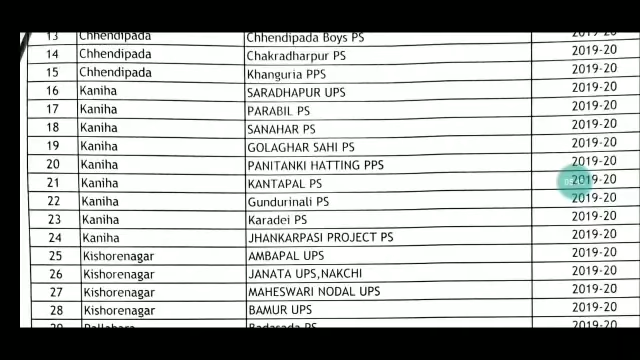 13 Chhendipada Chhendipada Boys PS 2019-20
14 Chhendipada Chakradharpur PS 2019-20
15 Chhendipada Khanguria PPS 2019-20
16 Kaniha SARADHAPUR UPS 2019-20
17 Kaniha PARABIL PS 2019-20
18 Kaniha SANAHAR PS 2019-20
19 Kaniha GOLAGHAR SAHI PS 2019-20
20 Kaniha PANITANKI HATTING PPS 2019-20
21 Kaniha KANTAPAL PS 2019-20
22 Kaniha Gundurinali PS 2019-20
23 Kaniha Karadei PS 2019-20
24 Kaniha JHANKARPASI PROJECT PS 2019-20
25 Kishorenagar AMBAPAL UPS 2019-20
26 Kishorenagar JANATA UPS,NAKCHI 2019-20
27 Kishorenagar MAHESWARI NODAL UPS 2019-20
28 Kishorenagar BAMUR UPS 2019-20
29 Pallahara Badasada PS